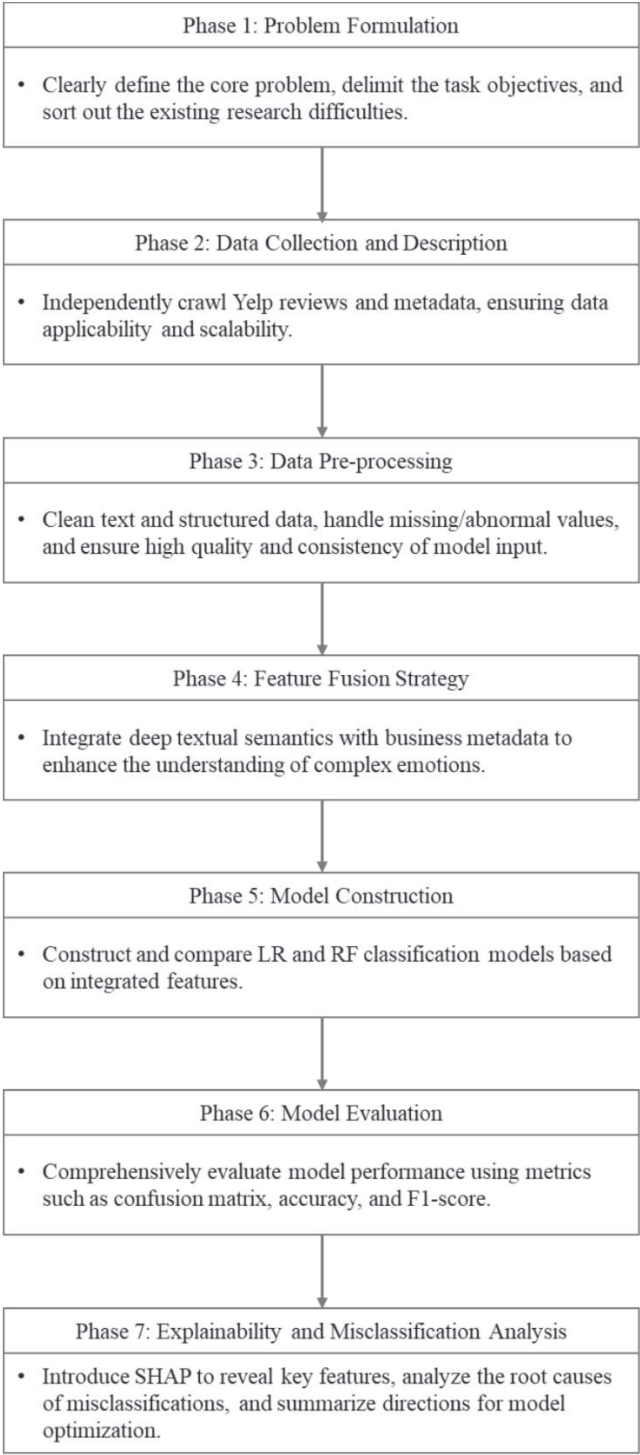 Phase 1: Problem Formulation
• Clearly define the core problem, delimit the task objectives, and
sort out the existing research difficulties.
Phase 2: Data Collection and Description
• Independently crawl Yelp reviews and metadata, ensuring data
applicability and scalability.
Phase 3: Data Pre-processing
• Clean text and structured data, handle missing/abnormal values,
and ensure high quality and consistency of model input.
Phase 4: Feature Fusion Strategy
• Integrate deep textual semantics with business metadata to
enhance the understanding of complex emotions.
Phase 5: Model Construction
• Construct and compare LR and RF classification models based
on integrated features.
Phase 6: Model Evaluation
• Comprehensively evaluate model performance using metrics
such as confusion matrix, accuracy, and F1-score.
Phase 7: Explainability and Misclassification Analysis
• Introduce SHAP to reveal key features, analyze the root causes
of misclassifications, and summarize directions for model
optimization.